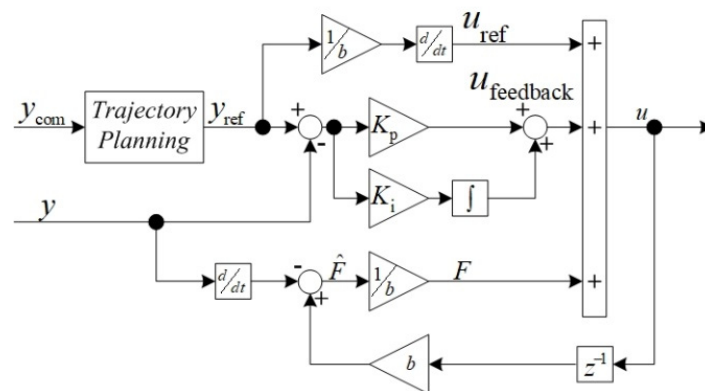 1/b
d/dt
u_ref
+
y_com
Trajectory
Planning
y_ref
+
-
K_p
u_feedback
+
+
+
u
K_i
∫
y
d/dt
-
+
F̂
1/b
F
+
b
z⁻¹